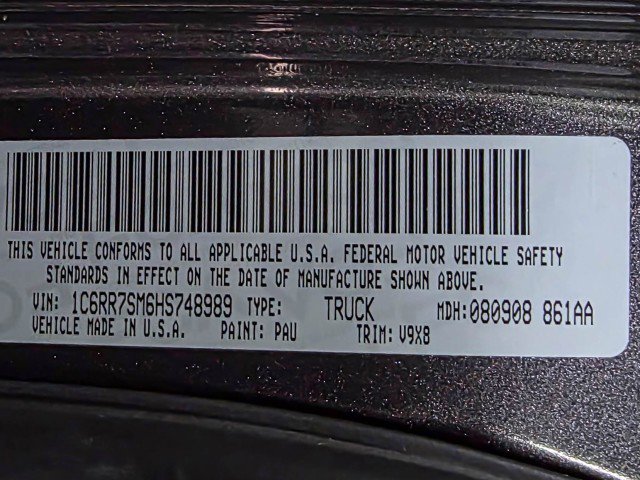 THIS VEHICLE CONFORMS TO ALL APPLICABLE U.S.A. FEDERAL MOTOR VEHICLE SAFETY
STANDARDS IN EFFECT ON THE DATE OF MANUFACTURE SHOWN ABOVE.
VIN: 1C6RR7SM6HS748989 TYPE: TRUCK MDH:080908 861AA
VEHICLE MADE IN U.S.A. PAINT: PAU TRIM: V9X8